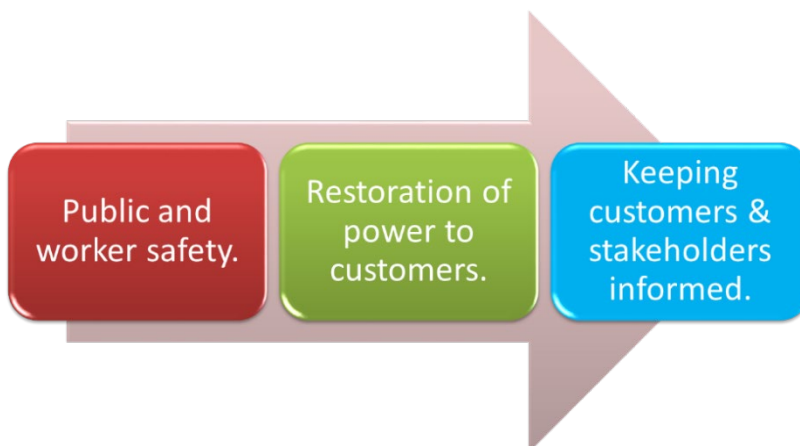 Public and
worker safety.
Restoration of
power to
customers.
Keeping
customers &
stakeholders
informed.